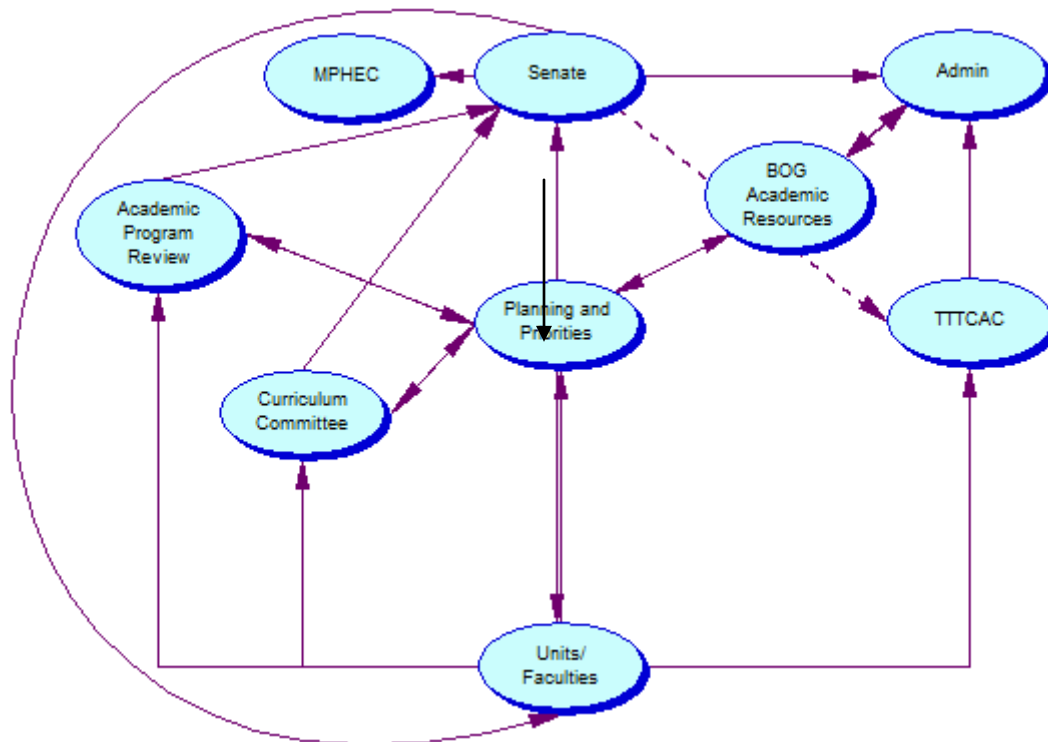 MPHEC
Senate
Admin
BOG
Academic
Resources
Academic
Program
Review
Planning and
Priorities
TTTCAC
Curriculum
Committee
Units/
Faculties